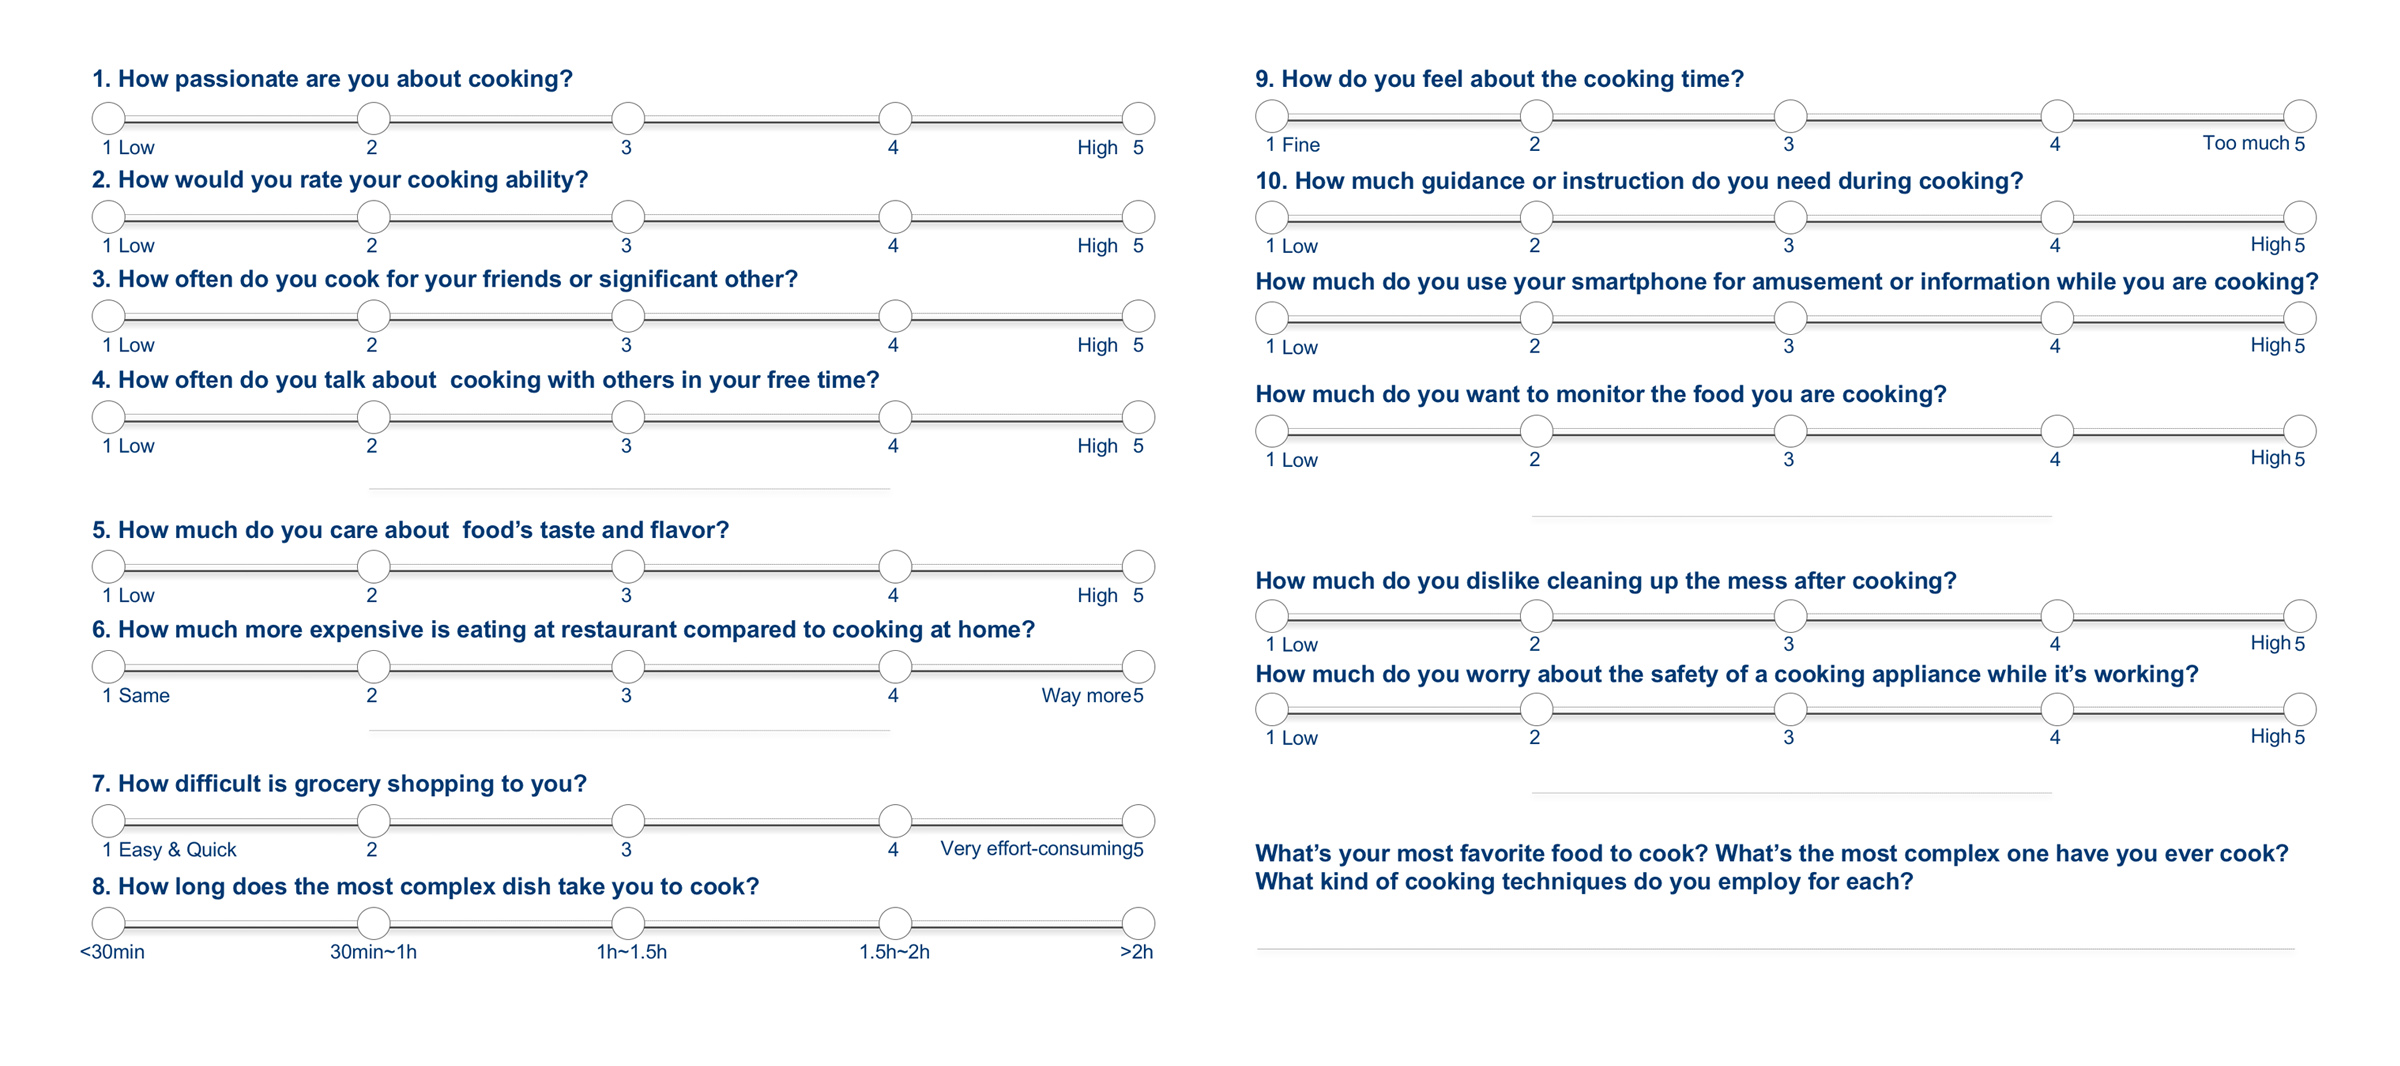 1. How passionate are you about cooking?
1 Low 2 3 4 High 5
2. How would you rate your cooking ability?
1 Low 2 3 4 High 5
3. How often do you cook for your friends or significant other?
1 Low 2 3 4 High 5
4. How often do you talk about  cooking with others in your free time?
1 Low 2 3 4 High 5
5. How much do you care about  food’s taste and flavor?
1 Low 2 3 4 High 5
6. How much more expensive is eating at restaurant compared to cooking at home?
1 Same 2 3 4 Way more 5
7. How difficult is grocery shopping to you?
1 Easy & Quick 2 3 4 Very effort-consuming 5
8. How long does the most complex dish take you to cook?
<30min 30min~1h 1h~1.5h 1.5h~2h >2h
9. How do you feel about the cooking time?
1 Fine 2 3 4 Too much 5
10. How much guidance or instruction do you need during cooking?
1 Low 2 3 4 High 5
How much do you use your smartphone for amusement or information while you are cooking?
1 Low 2 3 4 High 5
How much do you want to monitor the food you are cooking?
1 Low 2 3 4 High 5
How much do you dislike cleaning up the mess after cooking?
1 Low 2 3 4 High 5
How much do you worry about the safety of a cooking appliance while it’s working?
1 Low 2 3 4 High 5
What’s your most favorite food to cook? What’s the most complex one have you ever cook?
What kind of cooking techniques do you employ for each?